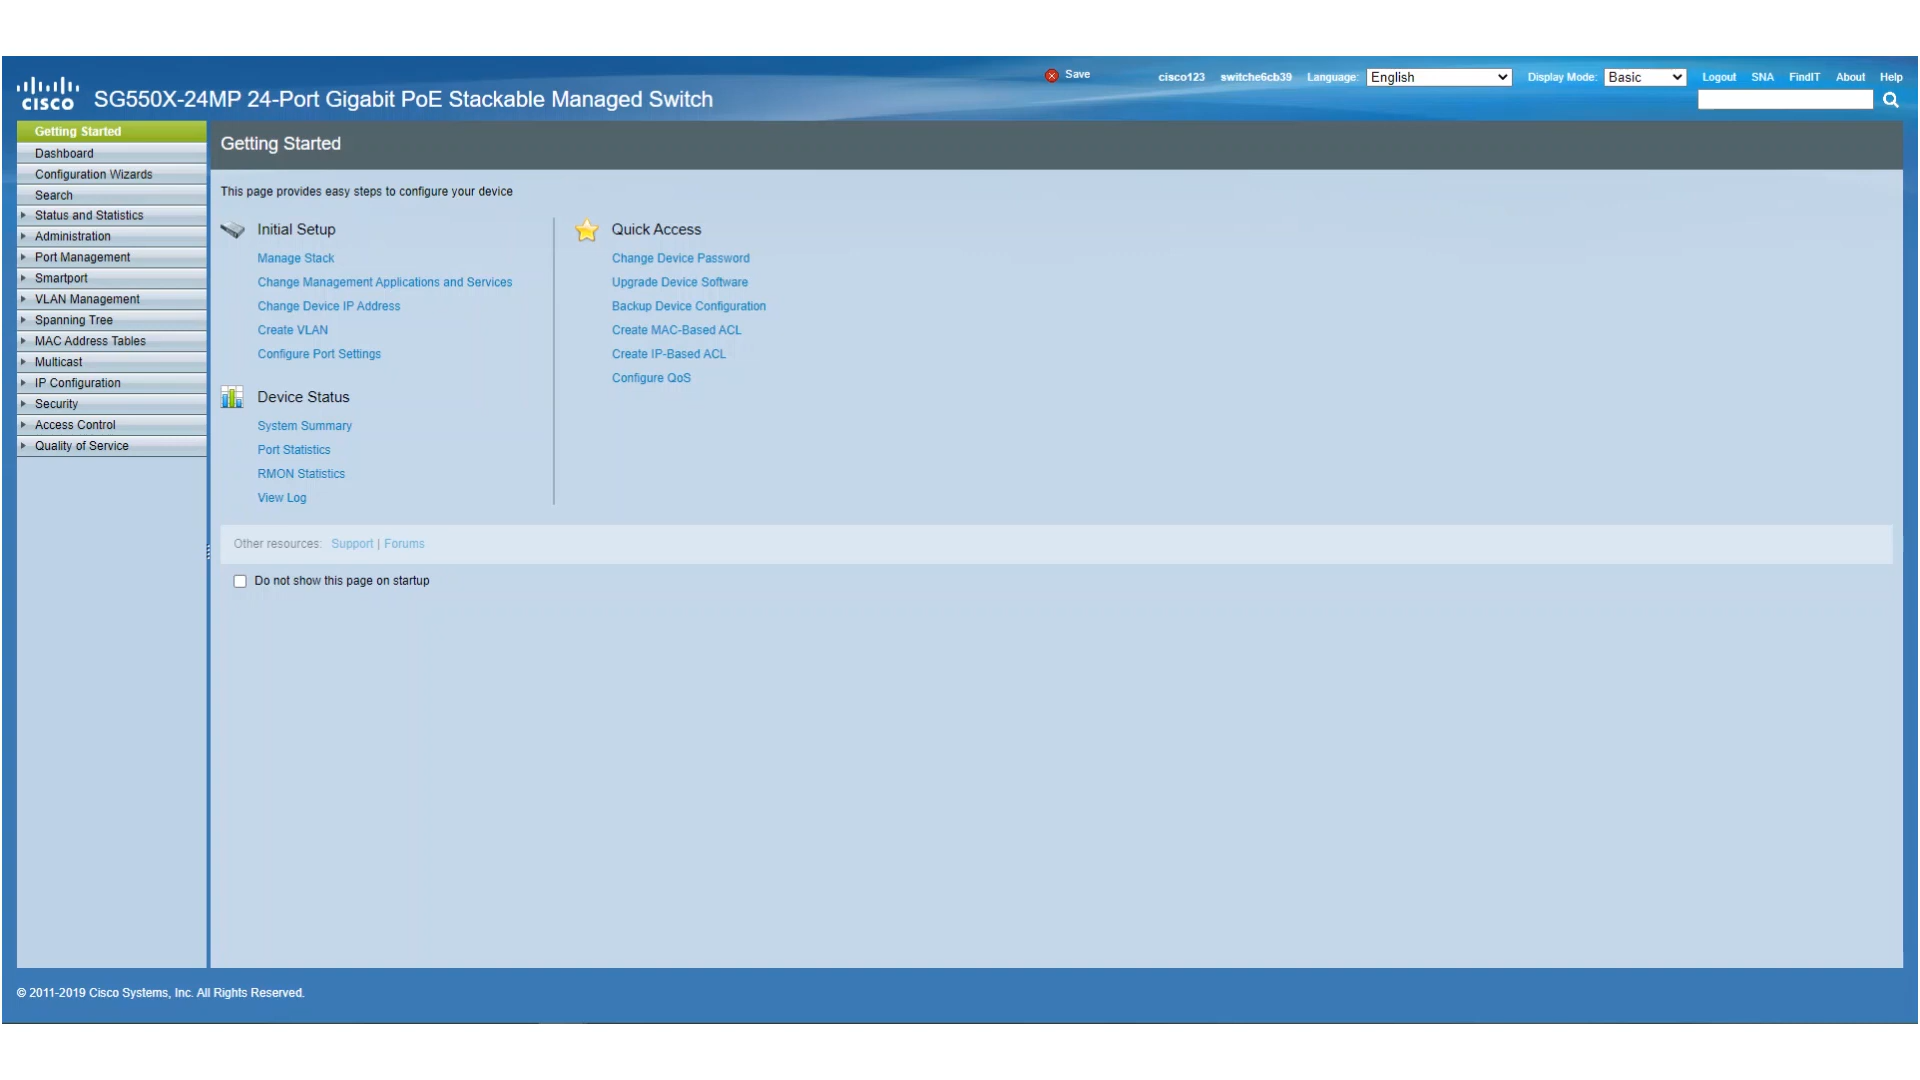 Save
cisco123 switche6cb39 Language: English Display Mode: Basic Logout SNA FindIT About Help
CISCO SG550X-24MP 24-Port Gigabit PoE Stackable Managed Switch
Getting Started
Dashboard
Configuration Wizards
Search
Status and Statistics
Administration
Port Management
Smartport
VLAN Management
Spanning Tree
MAC Address Tables
Multicast
IP Configuration
Security
Access Control
Quality of Service
Getting Started
This page provides easy steps to configure your device
Initial Setup
Manage Stack
Change Management Applications and Services
Change Device IP Address
Create VLAN
Configure Port Settings
Device Status
System Summary
Port Statistics
RMON Statistics
View Log
Quick Access
Change Device Password
Upgrade Device Software
Backup Device Configuration
Create MAC-Based ACL
Create IP-Based ACL
Configure QoS
Other resources: Support | Forums
Do not show this page on startup
© 2011-2019 Cisco Systems, Inc. All Rights Reserved.